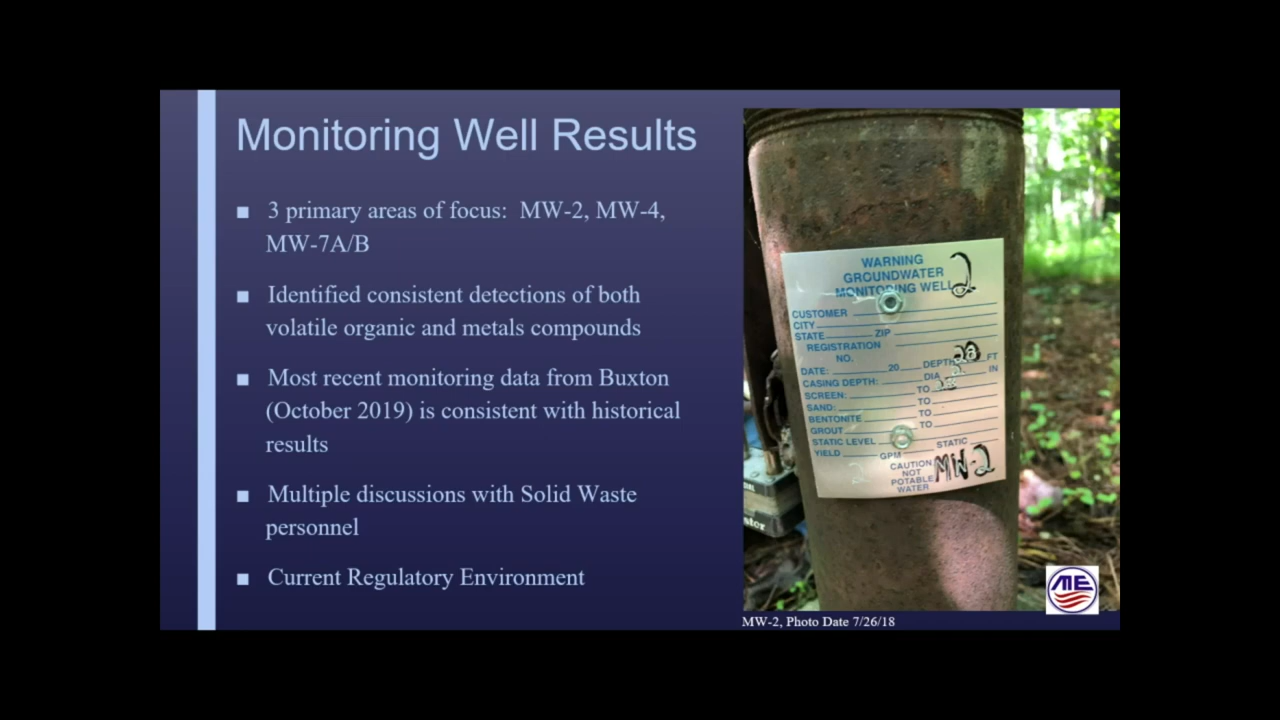 Monitoring Well Results
■ 3 primary areas of focus: MW-2, MW-4,
MW-7A/B
■ Identified consistent detections of both
volatile organic and metals compounds
■ Most recent monitoring data from Buxton
(October 2019) is consistent with historical
results
■ Multiple discussions with Solid Waste
personnel
■ Current Regulatory Environment
WARNING
GROUNDWATER
MONITORING WELL 2
CUSTOMER
CITY
STATE ZIP
REGISTRATION
NO.
DATE: 20 DEPTH FT
CASING DEPTH: DIA 2 IN
SCREEN: TO
SAND: TO
BENTONITE TO
GROUT TO
STATIC LEVEL STATIC
YIELD GPM
CAUTION
NOT
POTABLE
WATER
MW-2
ME
MW-2, Photo Date 7/26/18